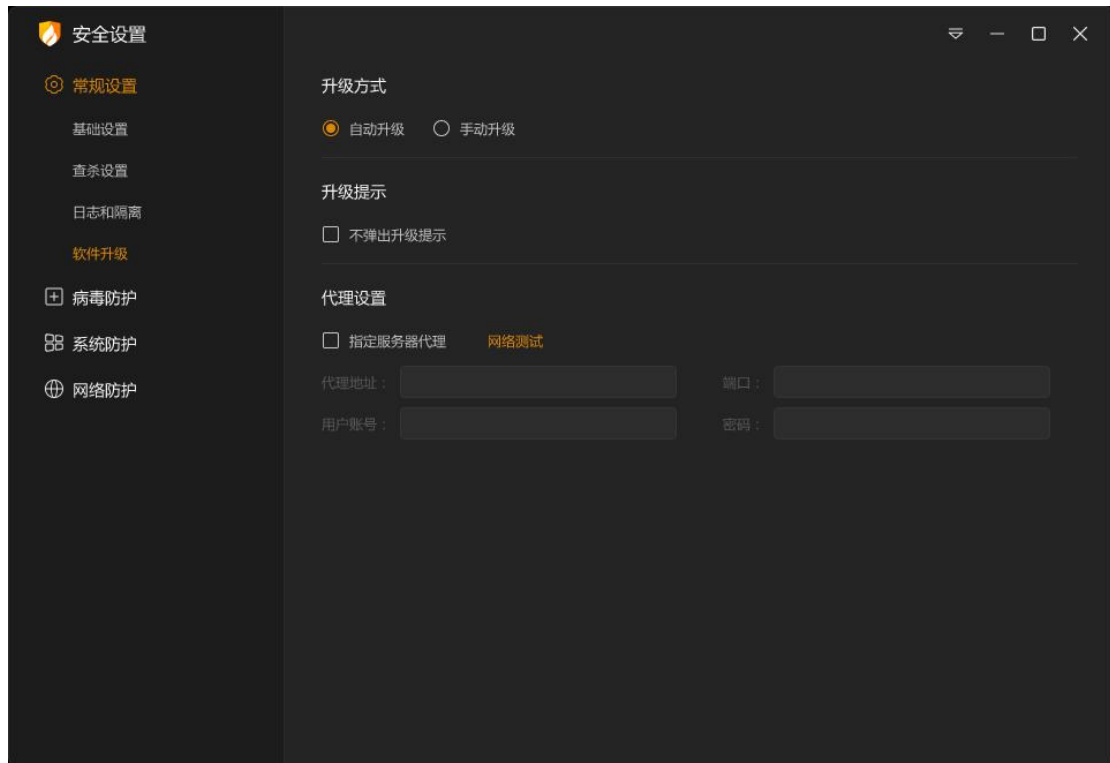 安全设置
常规设置
基础设置
查杀设置
日志和隔离
软件升级
病毒防护
系统防护
网络防护
升级方式
自动升级 手动升级
升级提示
不弹出升级提示
代理设置
指定服务器代理 网络测试
代理地址： 端口：
用户账号： 密码：